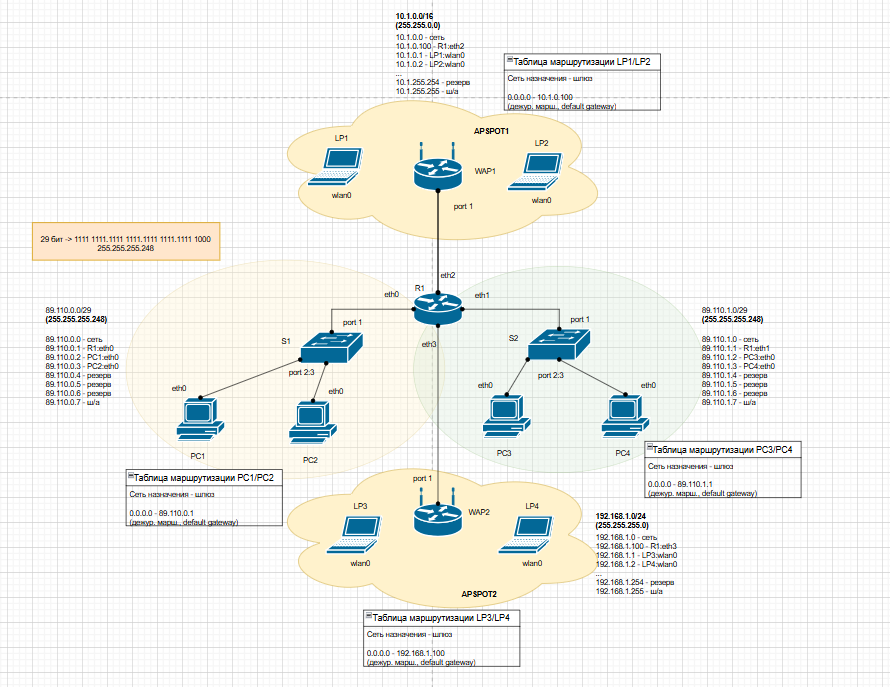 10.1.0.0/16
(255.255.0.0)
10.1.0.0 - сеть
10.1.0.100 - R1:eth2
10.1.0.1 - LP1:wlan0
10.1.0.2 - LP2:wlan0
...
10.1.255.254 - резерв
10.1.255.255 - ш/а
Таблица маршрутизации LP1/LP2
Сеть назначения - шлюз
0.0.0.0 - 10.1.0.100
(дежур. марш., default gateway)
APSPOT1
LP1
LP2
WAP1
wlan0
wlan0
port 1
29 бит -> 1111 1111.1111 1111.1111 1111.1111 1000
255.255.255.248
eth2
R1
eth0
eth1
eth3
89.110.0.0/29
(255.255.255.248)
89.110.0.0 - сеть
89.110.0.1 - R1:eth0
89.110.0.2 - PC1:eth0
89.110.0.3 - PC2:eth0
89.110.0.4 - резерв
89.110.0.5 - резерв
89.110.0.6 - резерв
89.110.0.7 - ш/а
port 1
S1
port 2:3
eth0
eth0
PC1
PC2
port 1
S2
port 2:3
eth0
eth0
PC3
PC4
89.110.1.0/29
(255.255.255.248)
89.110.1.0 - сеть
89.110.1.1 - R1:eth1
89.110.1.2 - PC3:eth0
89.110.1.3 - PC4:eth0
89.110.1.4 - резерв
89.110.1.5 - резерв
89.110.1.6 - резерв
89.110.1.7 - ш/а
Таблица маршрутизации PC3/PC4
Сеть назначения - шлюз
0.0.0.0 - 89.110.1.1
(дежур. марш., default gateway)
Таблица маршрутизации PC1/PC2
Сеть назначения - шлюз
0.0.0.0 - 89.110.0.1
(дежур. марш., default gateway)
port 1
LP3
WAP2
LP4
wlan0
wlan0
APSPOT2
192.168.1.0/24
(255.255.255.0)
192.168.1.0 - сеть
192.168.1.100 - R1:eth3
192.168.1.1 - LP3:wlan0
192.168.1.2 - LP4:wlan0
...
192.168.1.254 - резерв
192.168.1.255 - ш/а
Таблица маршрутизации LP3/LP4
Сеть назначения - шлюз
0.0.0.0 - 192.168.1.100
(дежур. марш., default gateway)